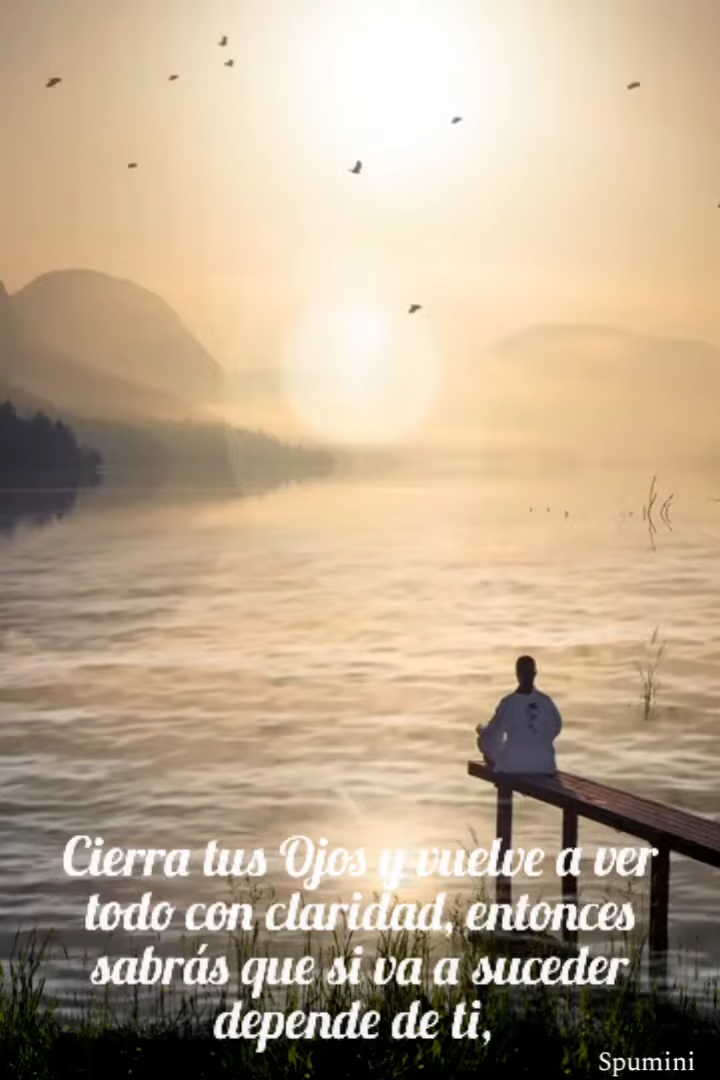 Cierra tus Ojos y vuelve a ver
todo con claridad, entonces
sabrás que si va a suceder
depende de ti,
Spumini